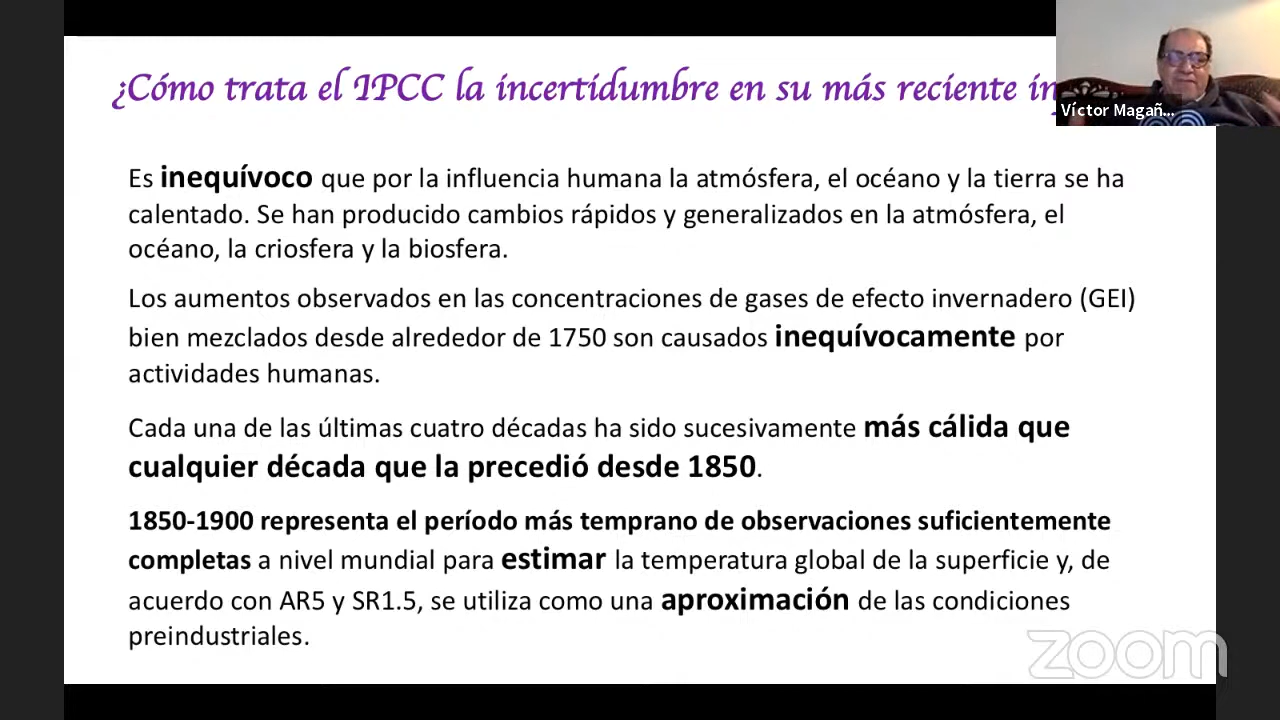 ¿Cómo trata el IPCC la incertidumbre en su más reciente
Víctor Magañ...
Es inequívoco que por la influencia humana la atmósfera, el océano y la tierra se ha
calentado. Se han producido cambios rápidos y generalizados en la atmósfera, el
océano, la criosfera y la biosfera.
Los aumentos observados en las concentraciones de gases de efecto invernadero (GEI)
bien mezclados desde alrededor de 1750 son causados inequívocamente por
actividades humanas.
Cada una de las últimas cuatro décadas ha sido sucesivamente más cálida que
cualquier década que la precedió desde 1850.
1850-1900 representa el período más temprano de observaciones suficientemente
completas a nivel mundial para estimar la temperatura global de la superficie y, de
acuerdo con AR5 y SR1.5, se utiliza como una aproximación de las condiciones
preindustriales.
zoom